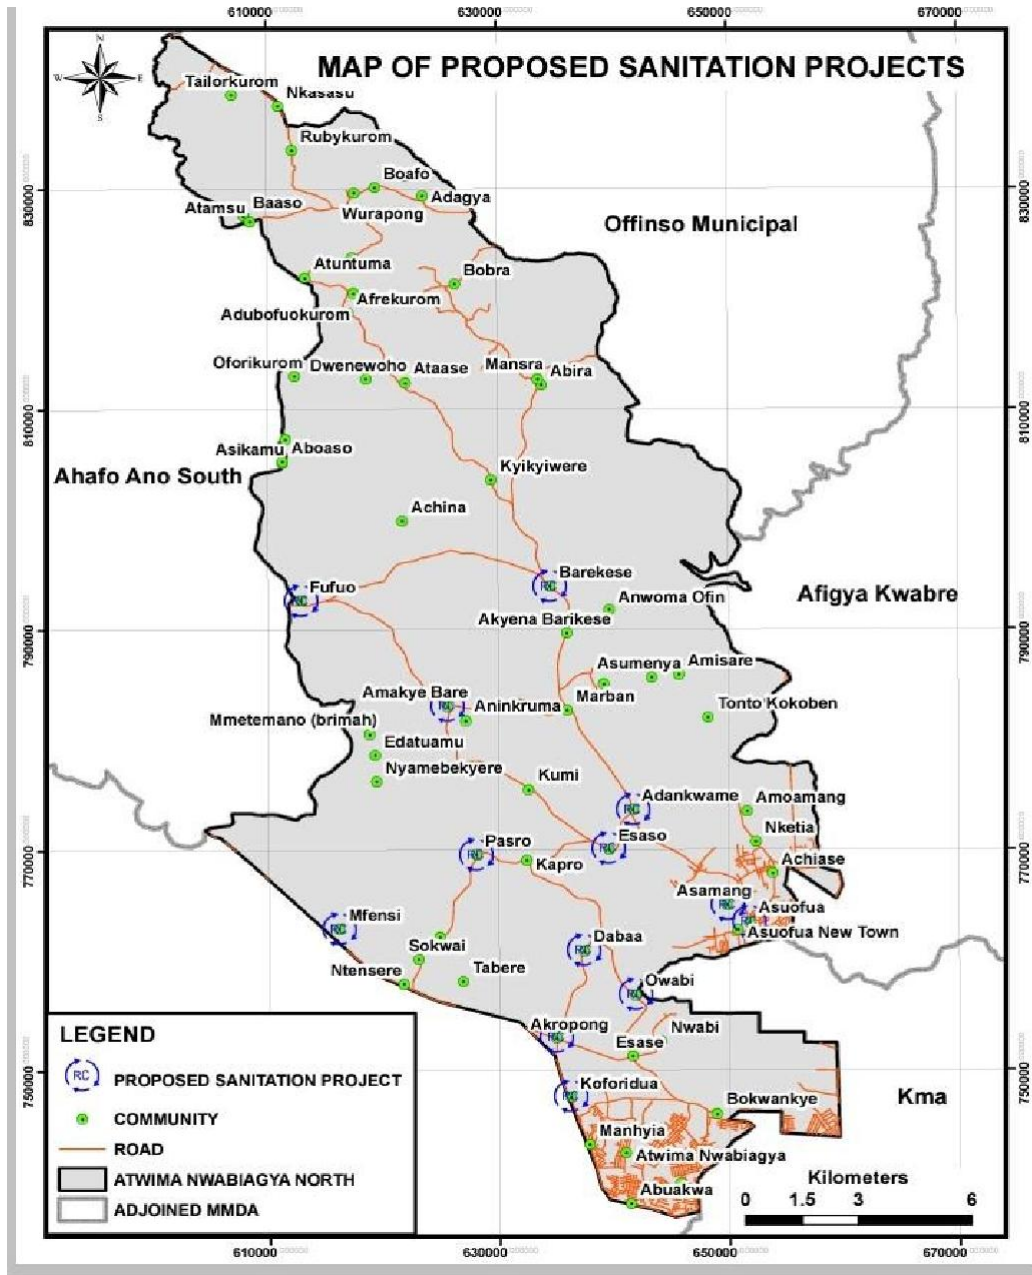 610000 630000 650000 670000
MAP OF PROPOSED SANITATION PROJECTS
N
W E
S
Tailorkurom
Nkasasu
Rubykurom
Boafo
830000 830000
Adagya
Baaso
Atamsu
Wurapong
Offinso Municipal
Atuntuma
Bobra
Afrekurom
Adubofuokurom
Oforikurom Dwenewoho Ataase
Mansra
Abira
810000 810000
Asikamu Aboaso
Kyikyiwere
Ahafo Ano South
Achina
Barekese
Fufuo
Anwoma Ofin
Afigya Kwabre
Akyena Barikese
790000 790000
Asumenya Amisare
Amakye Bare
Marban
Aninkruma
Tonto Kokoben
Mmetemano (brimah)
Edatuamu
Nyamebekyere
Kumi
Adankwame
Amoamang
Nketia
Esaso
Pasro
770000 770000
Kapro
Achiase
Asamang
Asuofua
Mfensi
Asuofua New Town
Dabaa
Sokwai
Ntensere
Tabere
Owabi
Akropong
Nwabi
Esase
750000 750000
Koforidua
Kma
Bokwankye
Manhyia
Atwima Nwabiagya
Abuakwa
LEGEND
RC PROPOSED SANITATION PROJECT
COMMUNITY
ROAD
ATWIMA NWABIAGYA NORTH
ADJOINED MMDA
Kilometers
0 1.5 3 6
610000 630000 650000 670000